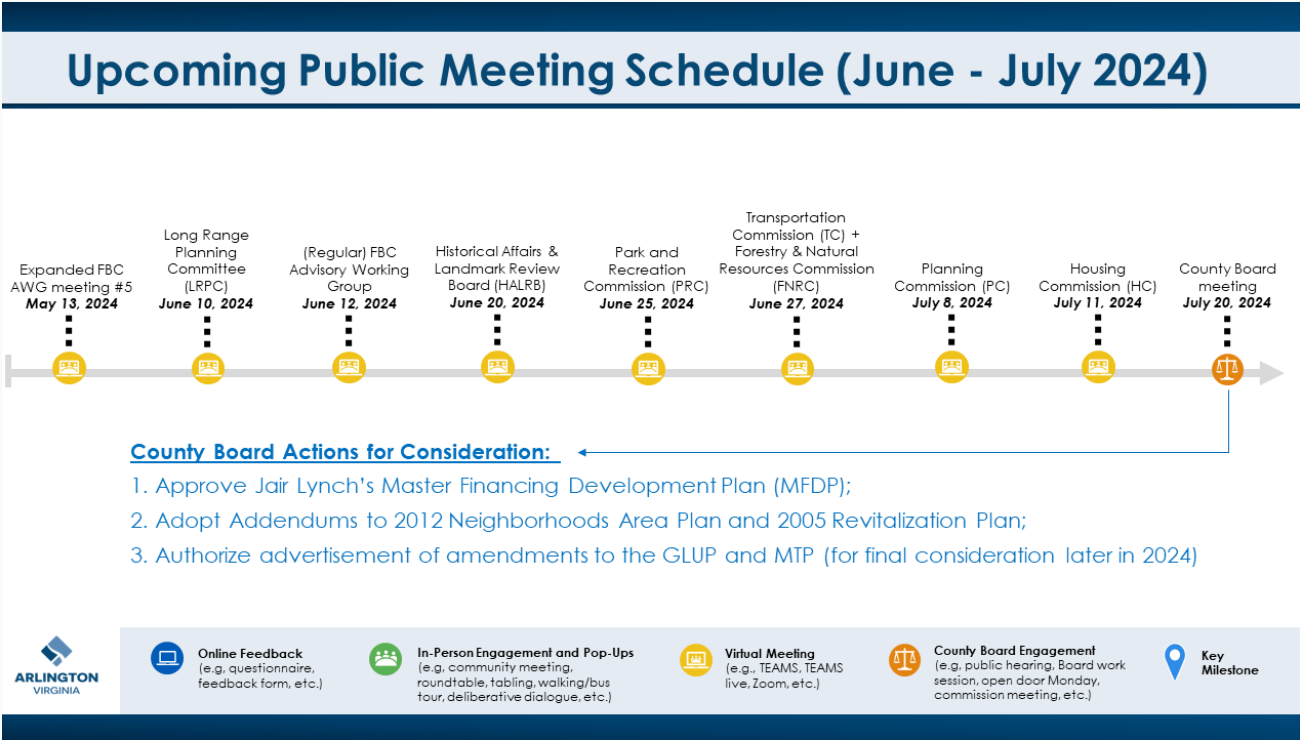 Upcoming Public Meeting Schedule (June - July 2024)
Expanded FBC
AWG meeting #5
May 13, 2024
Long Range
Planning
Committee
(LRPC)
June 10, 2024
(Regular) FBC
Advisory Working
Group
June 12, 2024
Historical Affairs &
Landmark Review
Board (HALRB)
June 20, 2024
Park and
Recreation
Commission (PRC)
June 25, 2024
Transportation
Commission (TC) +
Forestry & Natural
Resources Commission
(FNRC)
June 27, 2024
Planning
Commission (PC)
July 8, 2024
Housing
Commission (HC)
July 11, 2024
County Board
meeting
July 20, 2024
County Board Actions for Consideration:
1. Approve Jair Lynch's Master Financing Development Plan (MFDP);
2. Adopt Addendums to 2012 Neighborhoods Area Plan and 2005 Revitalization Plan;
3. Authorize advertisement of amendments to the GLUP and MTP (for final consideration later in 2024)
ARLINGTON
VIRGINIA
Online Feedback
(e.g, questionnaire,
feedback form, etc.)
In-Person Engagement and Pop-Ups
(e.g, community meeting,
roundtable, tabling, walking/bus
tour, deliberative dialogue, etc.)
Virtual Meeting
(e.g., TEAMS, TEAMS
live, Zoom, etc.)
County Board Engagement
(e.g, public hearing, Board work
session, open door Monday,
commission meeting, etc.)
Key
Milestone